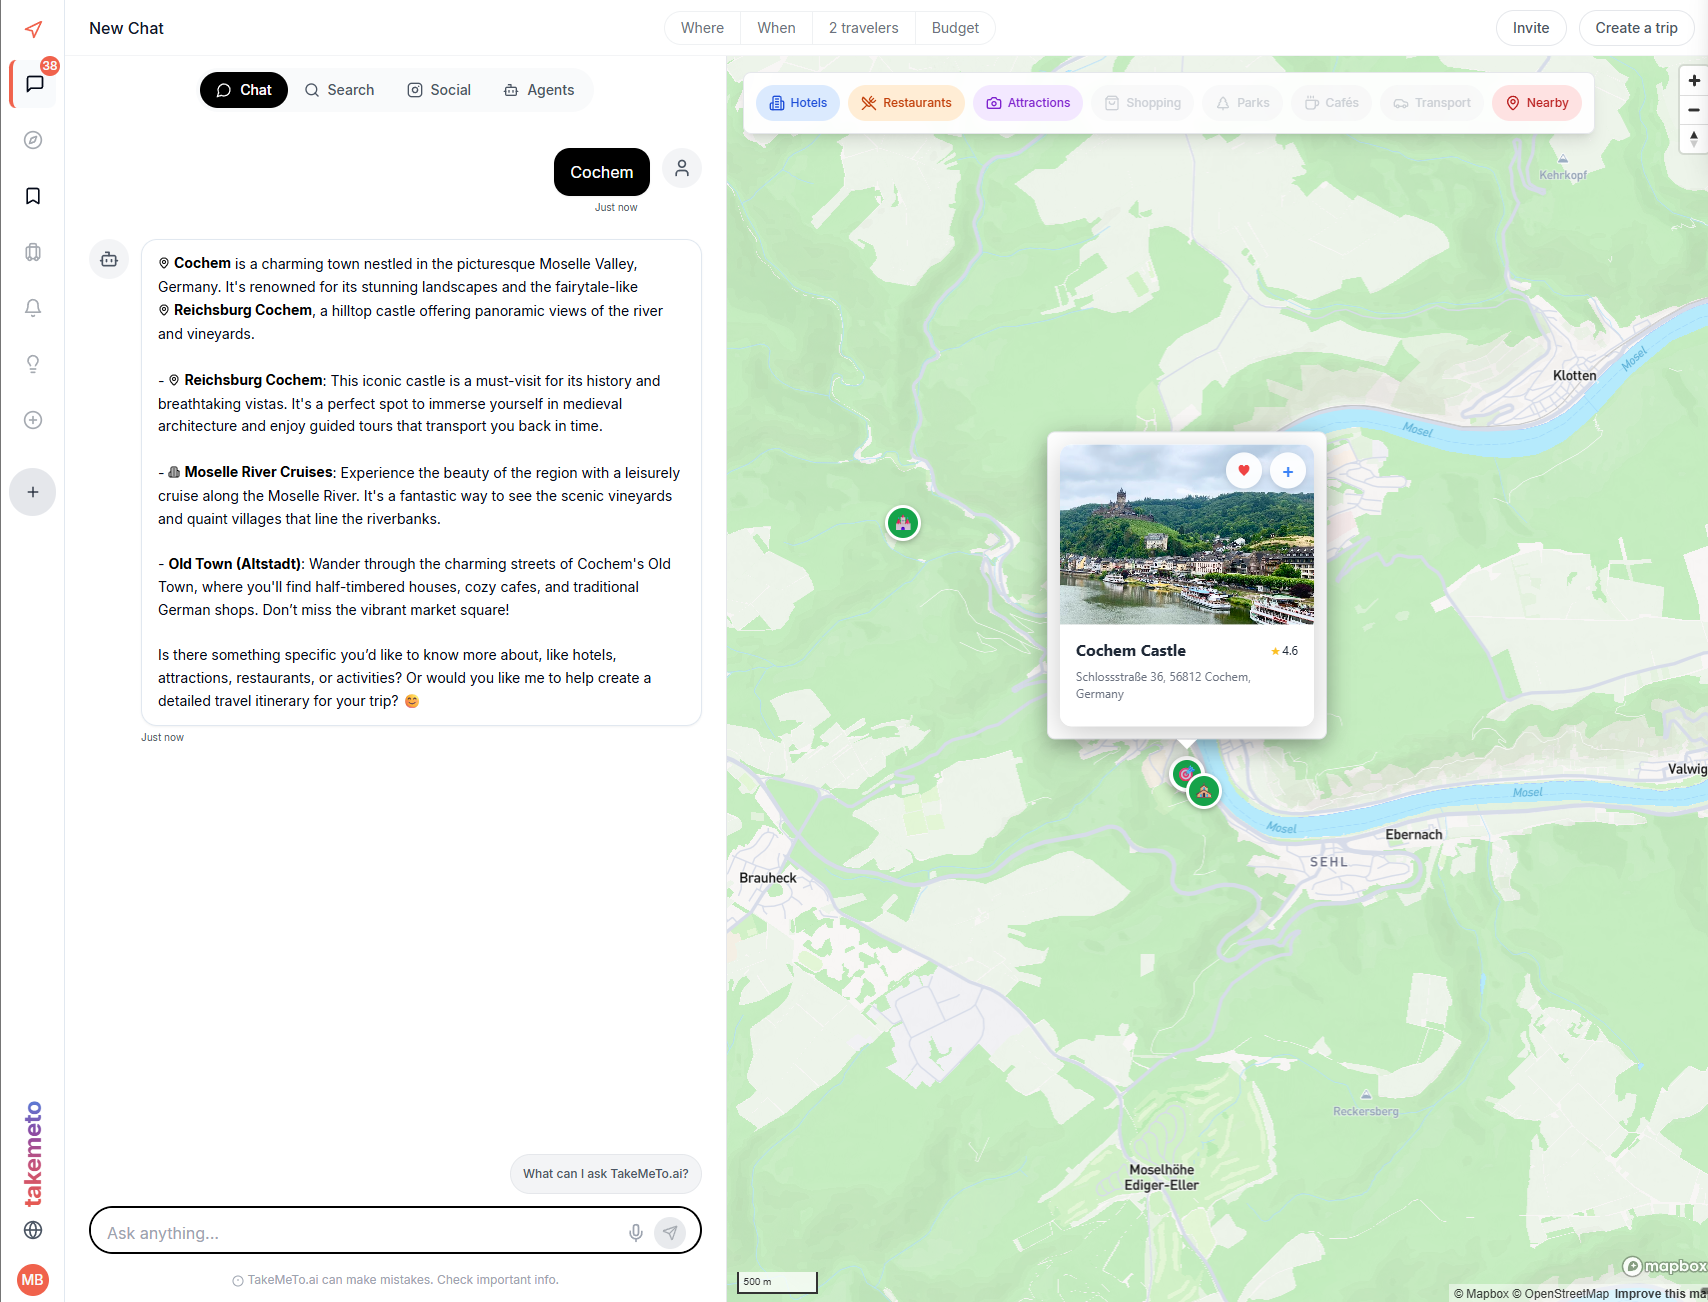 New Chat
Where
When
2 travelers
Budget
Invite
Create a trip
38
Chat
Search
Social
Agents
Cochem
Just now
Cochem is a charming town nestled in the picturesque Moselle Valley,
Germany. It's renowned for its stunning landscapes and the fairytale-like
Reichsburg Cochem, a hilltop castle offering panoramic views of the river
and vineyards.
- Reichsburg Cochem: This iconic castle is a must-visit for its history and
breathtaking vistas. It's a perfect spot to immerse yourself in medieval
architecture and enjoy guided tours that transport you back in time.
- Moselle River Cruises: Experience the beauty of the region with a leisurely
cruise along the Moselle River. It's a fantastic way to see the scenic vineyards
and quaint villages that line the riverbanks.
- Old Town (Altstadt): Wander through the charming streets of Cochem's Old
Town, where you'll find half-timbered houses, cozy cafes, and traditional
German shops. Don’t miss the vibrant market square!
Is there something specific you’d like to know more about, like hotels,
attractions, restaurants, or activities? Or would you like me to help create a
detailed travel itinerary for your trip? 😊
Just now
What can I ask TakeMeTo.ai?
Ask anything...
TakeMeTo.ai can make mistakes. Check important info.
takemeto
MB
Hotels
Restaurants
Attractions
Shopping
Parks
Cafés
Transport
Nearby
Kehrkopf
Klotten
Mosel
Mosel
Cochem Castle
★ 4.6
Schlossstraße 36, 56812 Cochem,
Germany
Valwig
Mosel
Mosel
Ebernach
SEHL
Brauheck
Reckersberg
Moselhöhe
Ediger-Eller
500 m
mapbox
© Mapbox © OpenStreetMap Improve this ma